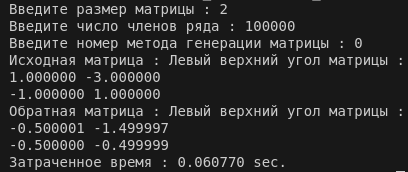 Введите размер матрицы : 2
Введите число членов ряда : 100000
Введите номер метода генерации матрицы : 0
Исходная матрица : Левый верхний угол матрицы :
1.000000 -3.000000
-1.000000 1.000000
Обратная матрица : Левый верхний угол матрицы :
-0.500001 -1.499997
-0.500000 -0.499999
Затраченное время : 0.060770 sec.